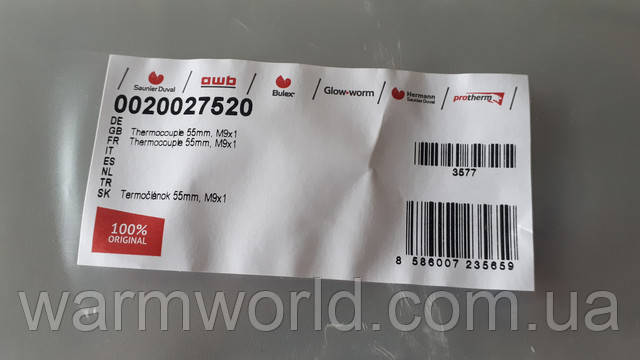 Saunier Duval awb Bulex Glow-worm Hermann Saunier Duval protherm
0020027520
DE
GB Thermocouple 55mm, M9x1
FR Thermocouple 55mm, M9x1
IT
ES
NL
TR
SK Termočlánok 55mm, M9x1
3577
100%
ORIGINAL
8 586007 235659
warmworld.com.ua